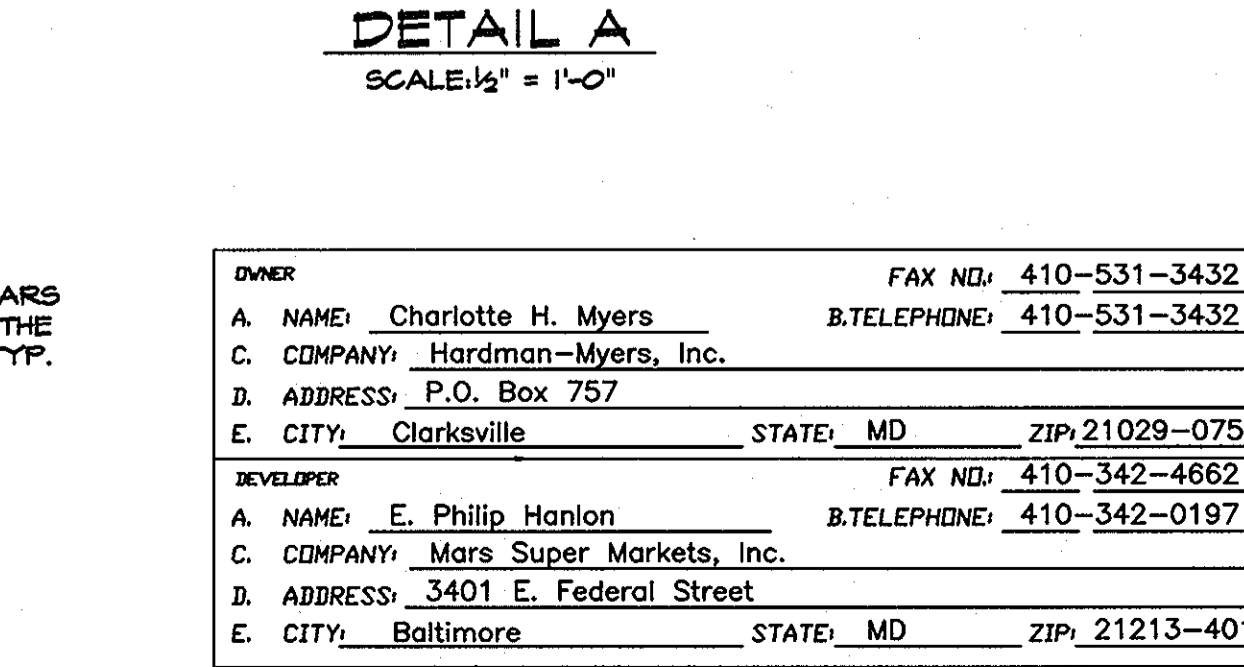 DETAIL A
SCALE:½" = 1'-0"
ARS
THE
YP.
OWNER FAX NO.: 410-531-3432
A. NAME: Charlotte H. Myers B.TELEPHONE: 410-531-3432
C. COMPANY: Hardman-Myers, Inc.
D. ADDRESS: P.O. Box 757
E. CITY: Clarksville STATE: MD ZIP: 21029-075
DEVELOPER FAX NO.: 410-342-4662
A. NAME: E. Philip Hanlon B.TELEPHONE: 410-342-0197
C. COMPANY: Mars Super Markets, Inc.
D. ADDRESS: 3401 E. Federal Street
E. CITY: Baltimore STATE: MD ZIP: 21213-401